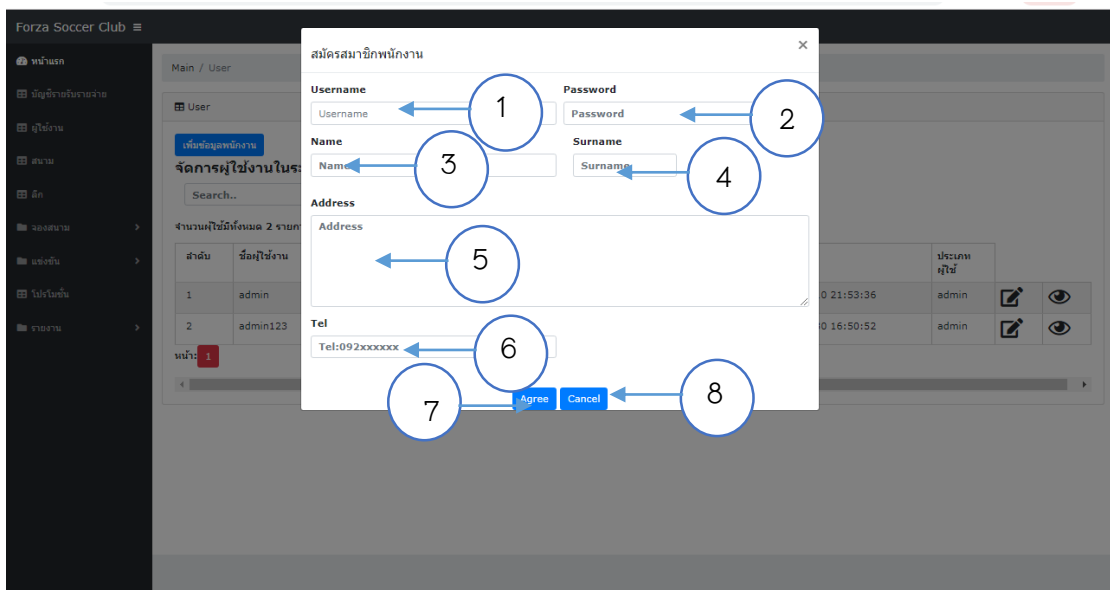 Forza Soccer Club
หน้าแรก
บัญชีรายรับรายจ่าย
ผู้ใช้งาน
สนาม
ลีก
จองสนาม
แข่งขัน
โปรโมชั่น
รายงาน
Main / User
User
เพิ่มข้อมูลพนักงาน
จัดการผู้ใช้งานในระ
Search..
จำนวนผู้ใช้มีทั้งหมด 2 รายก
ลำดับ ชื่อผู้ใช้งาน ประเภท
ผู้ใช้
1 admin 0 21:53:36 admin
2 admin123 0 16:50:52 admin
หน้า: 1
สมัครสมาชิกพนักงาน ×
Username Password
Username 1 Password 2
Name Surname
Name 3 Surname 4
Address
Address
5
Tel
Tel:092xxxxxx 6
7 Agree Cancel 8